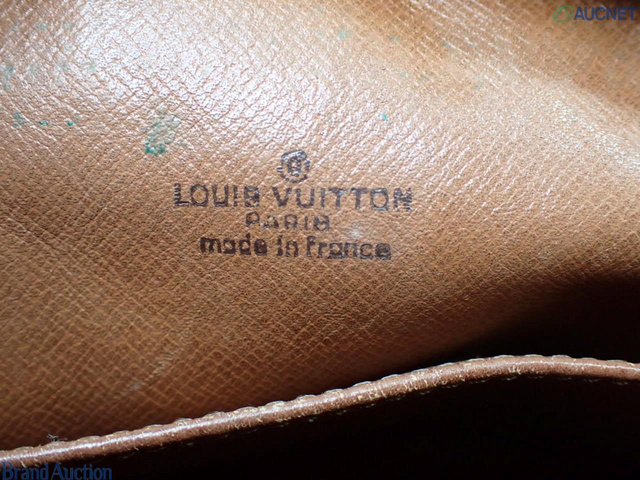 AUCNET
®
LOUIS VUITTON
PARIS
made in France
Brand Auction